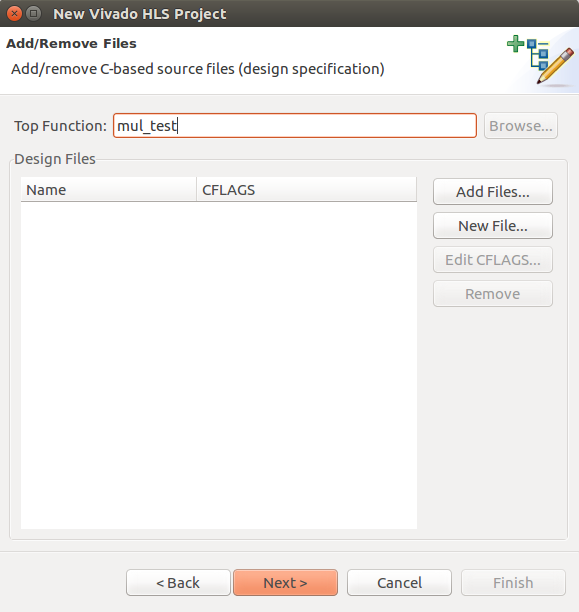 New Vivado HLS Project
Add/Remove Files
Add/remove C-based source files (design specification)
Top Function: mul_test Browse...
Design Files
Name CFLAGS
Add Files...
New File...
Edit CFLAGS...
Remove
< Back Next > Cancel Finish